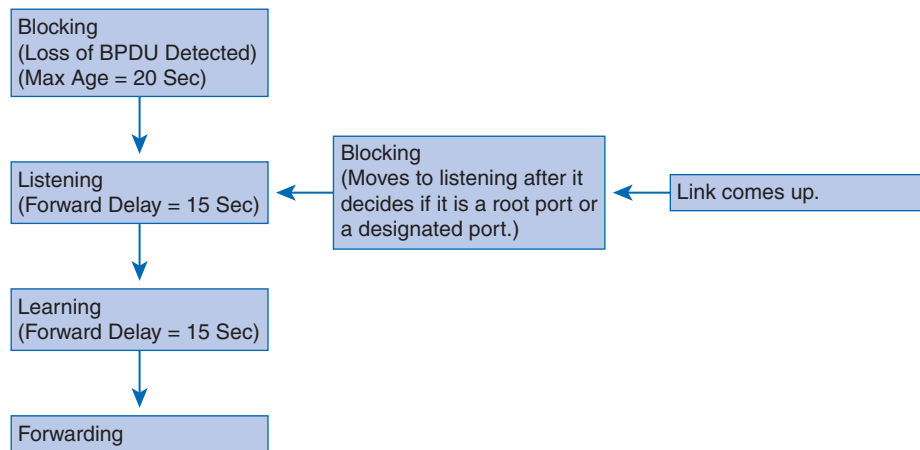 Blocking
(Loss of BPDU Detected)
(Max Age = 20 Sec)
Listening
(Forward Delay = 15 Sec)
Blocking
(Moves to listening after it
decides if it is a root port or
a designated port.)
Link comes up.
Learning
(Forward Delay = 15 Sec)
Forwarding